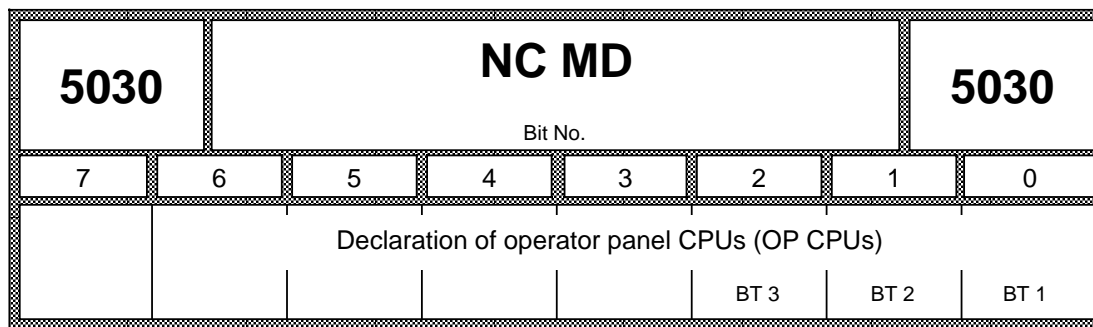 5030 NC MD 5030
Bit No.
7 6 5 4 3 2 1 0
Declaration of operator panel CPUs (OP CPUs)
BT 3 BT 2 BT 1